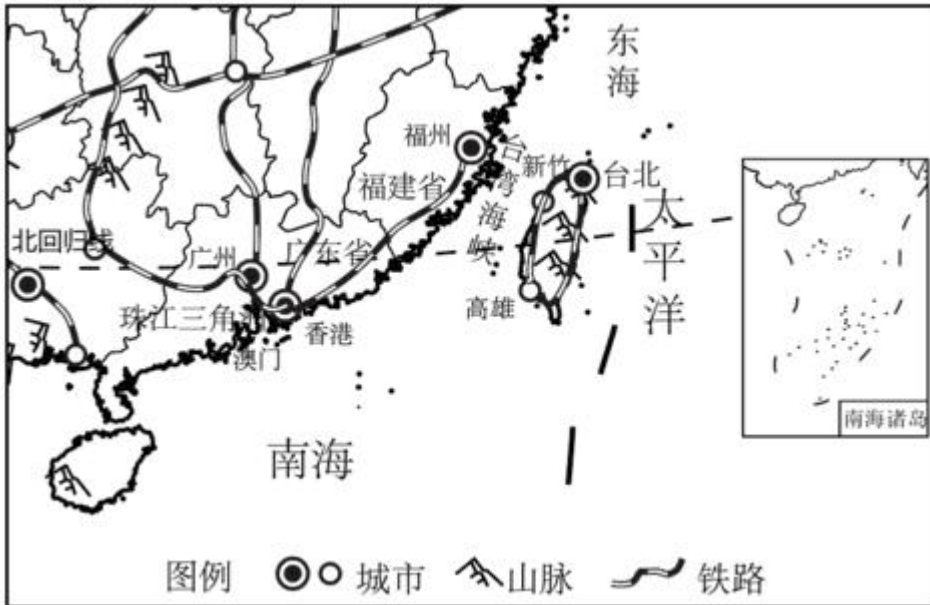 东海
福州
台湾海峡
新竹
台北
福建省
太平洋
北回归线
广州
广东省
珠江三角洲
高雄
香港
澳门
南海
南海诸岛
图例
城市
山脉
铁路